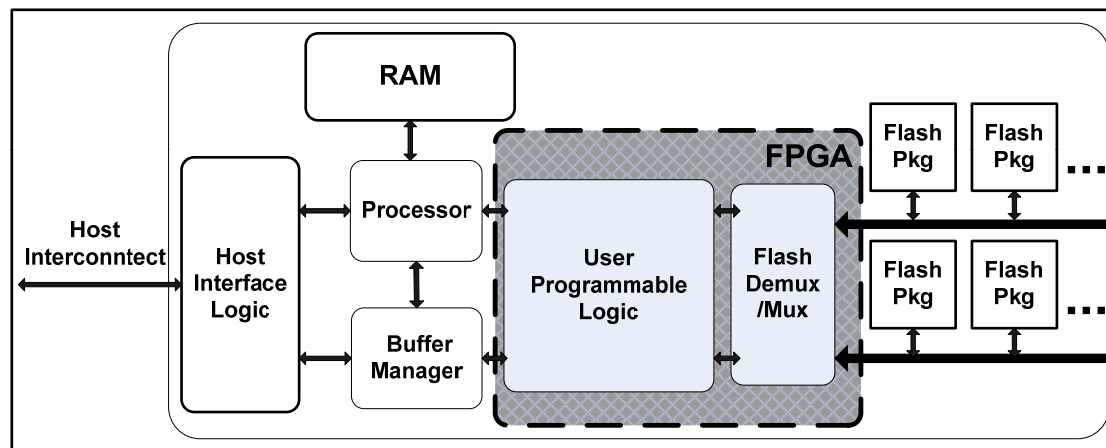 RAM
FPGA
Flash
Pkg
Flash
Pkg
...
Processor
Host
Interconntect
Host
Interface
Logic
User
Programmable
Logic
Flash
Demux
/Mux
Flash
Pkg
Flash
Pkg
...
Buffer
Manager